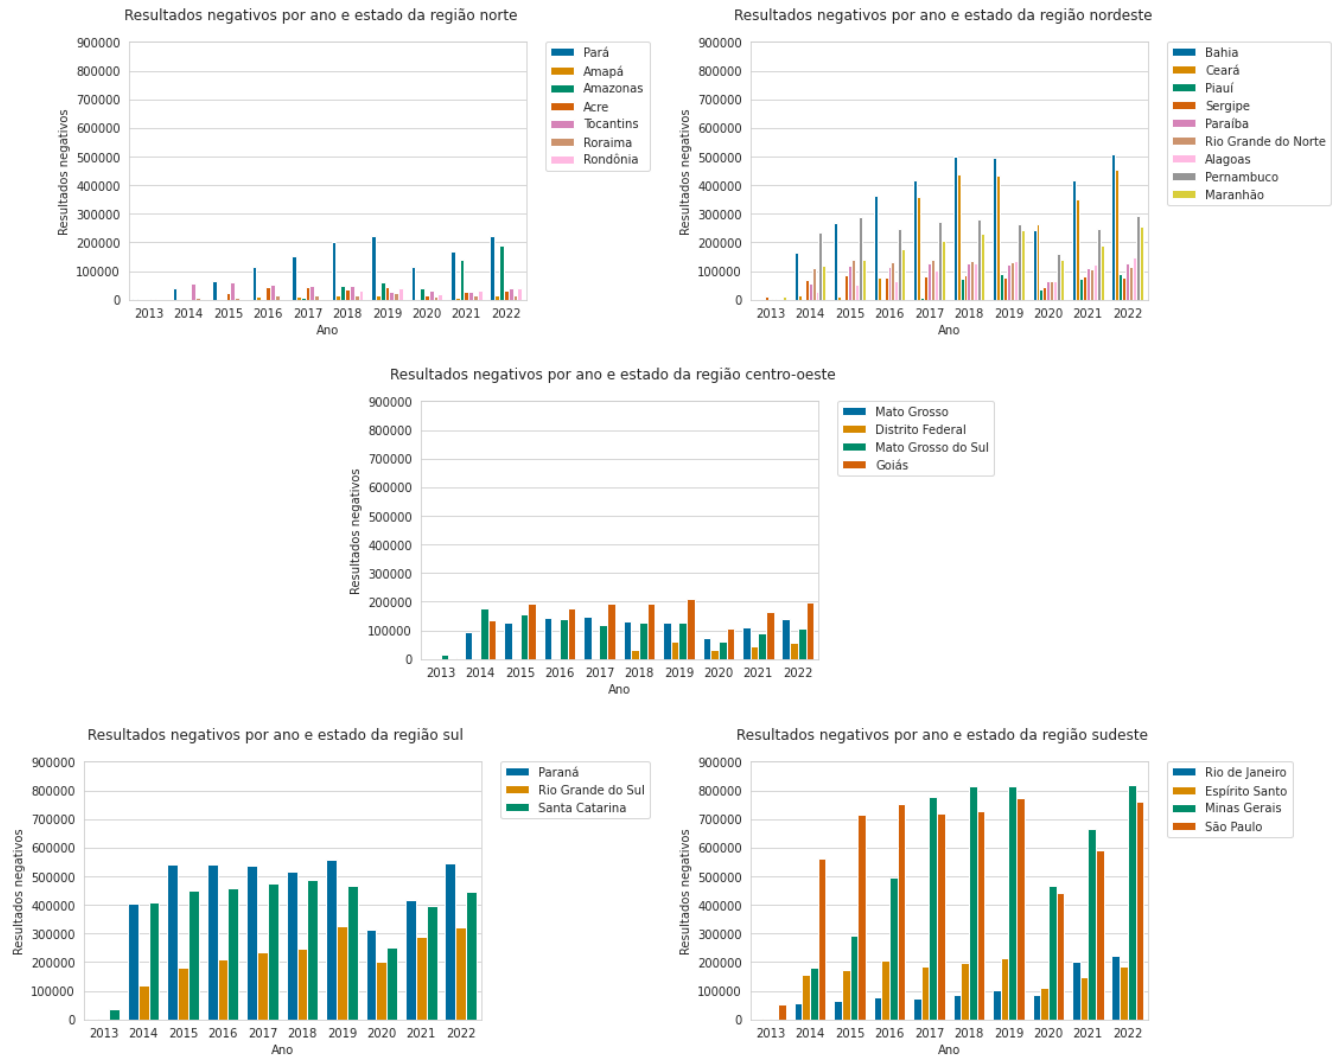 Resultados negativos por ano e estado da região norte
900000
800000
700000
600000
500000
400000
300000
200000
100000
0
Resultados negativos
2013 2014 2015 2016 2017 2018 2019 2020 2021 2022
Ano
Pará
Amapá
Amazonas
Acre
Tocantins
Roraima
Rondônia
Resultados negativos por ano e estado da região nordeste
900000
800000
700000
600000
500000
400000
300000
200000
100000
0
Resultados negativos
2013 2014 2015 2016 2017 2018 2019 2020 2021 2022
Ano
Bahia
Ceará
Piauí
Sergipe
Paraíba
Rio Grande do Norte
Alagoas
Pernambuco
Maranhão
Resultados negativos por ano e estado da região centro-oeste
900000
800000
700000
600000
500000
400000
300000
200000
100000
0
Resultados negativos
2013 2014 2015 2016 2017 2018 2019 2020 2021 2022
Ano
Mato Grosso
Distrito Federal
Mato Grosso do Sul
Goiás
Resultados negativos por ano e estado da região sul
900000
800000
700000
600000
500000
400000
300000
200000
100000
0
Resultados negativos
2013 2014 2015 2016 2017 2018 2019 2020 2021 2022
Ano
Paraná
Rio Grande do Sul
Santa Catarina
Resultados negativos por ano e estado da região sudeste
900000
800000
700000
600000
500000
400000
300000
200000
100000
0
Resultados negativos
2013 2014 2015 2016 2017 2018 2019 2020 2021 2022
Ano
Rio de Janeiro
Espírito Santo
Minas Gerais
São Paulo